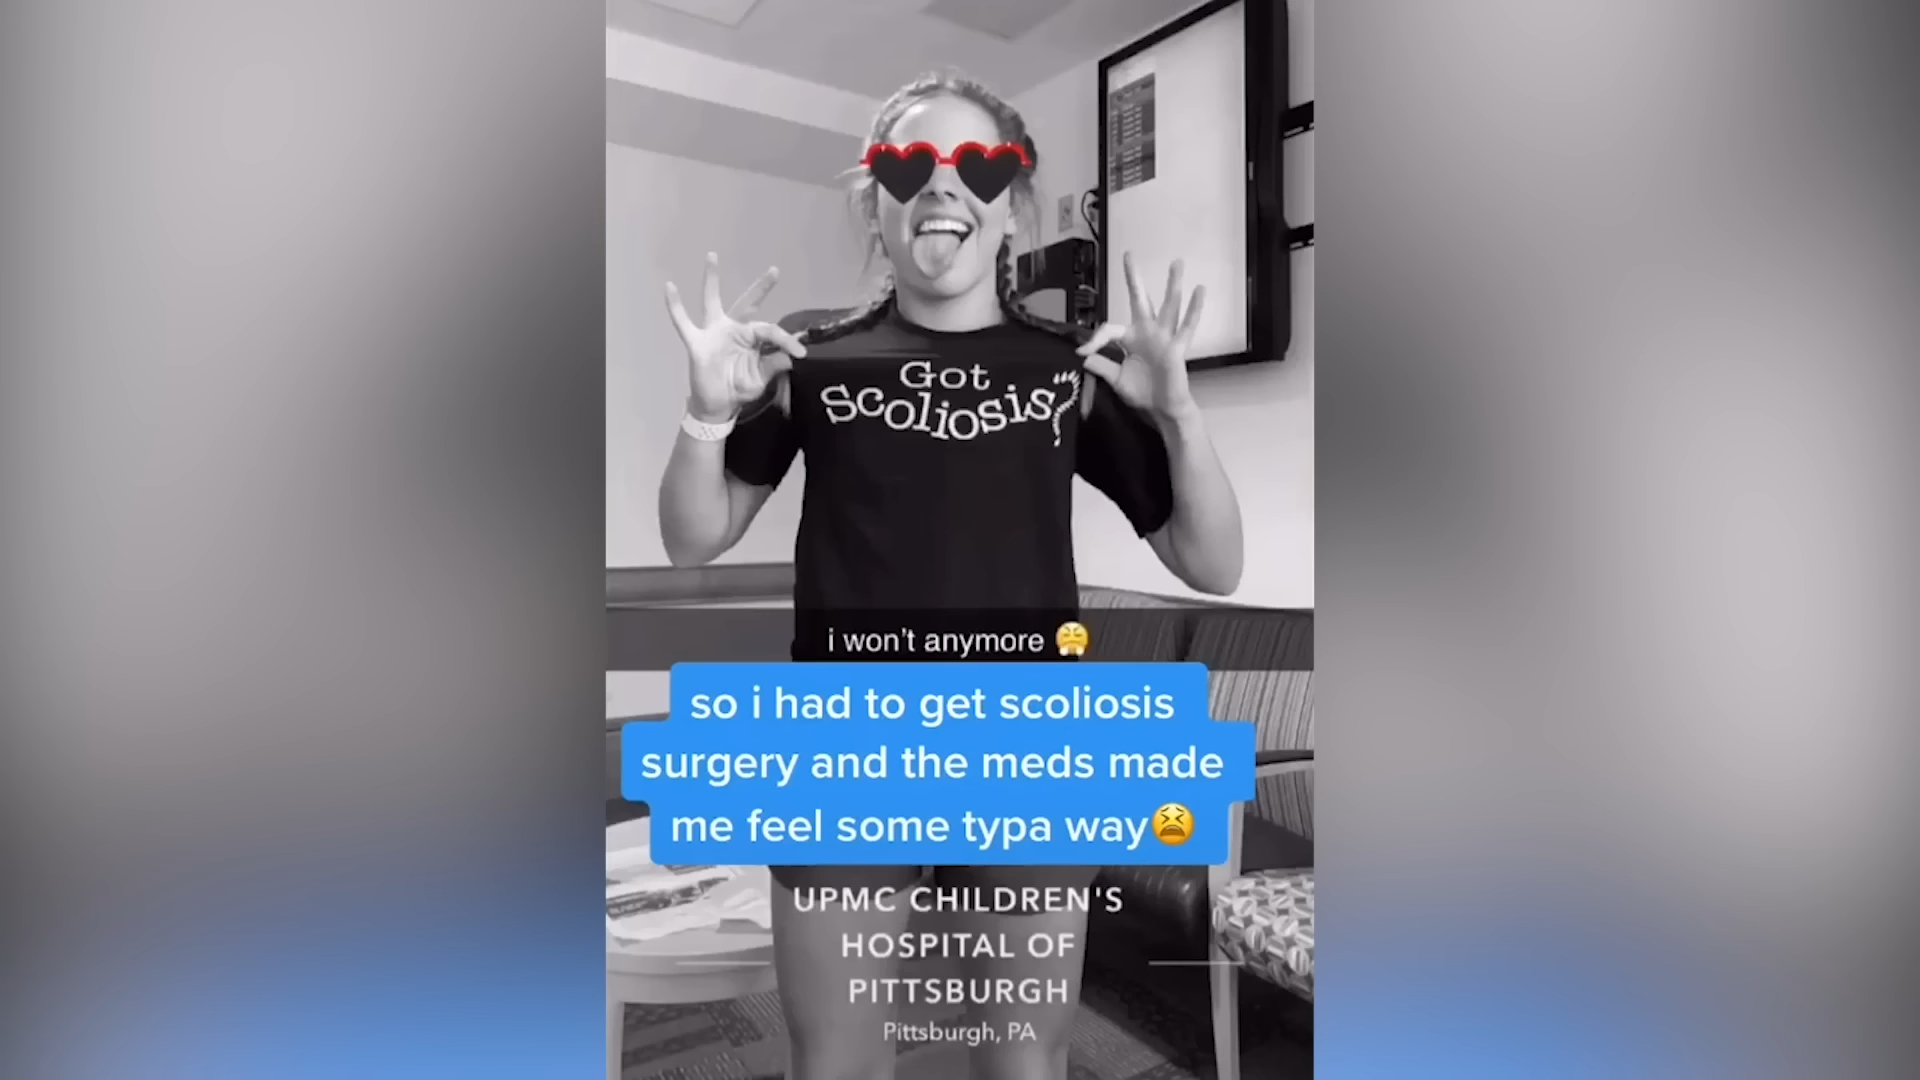 Got
Scoliosis?
i won't anymore 😤
so i had to get scoliosis
surgery and the meds made
me feel some typa way😫
UPMC CHILDREN'S
HOSPITAL OF
PITTSBURGH
Pittsburgh, PA